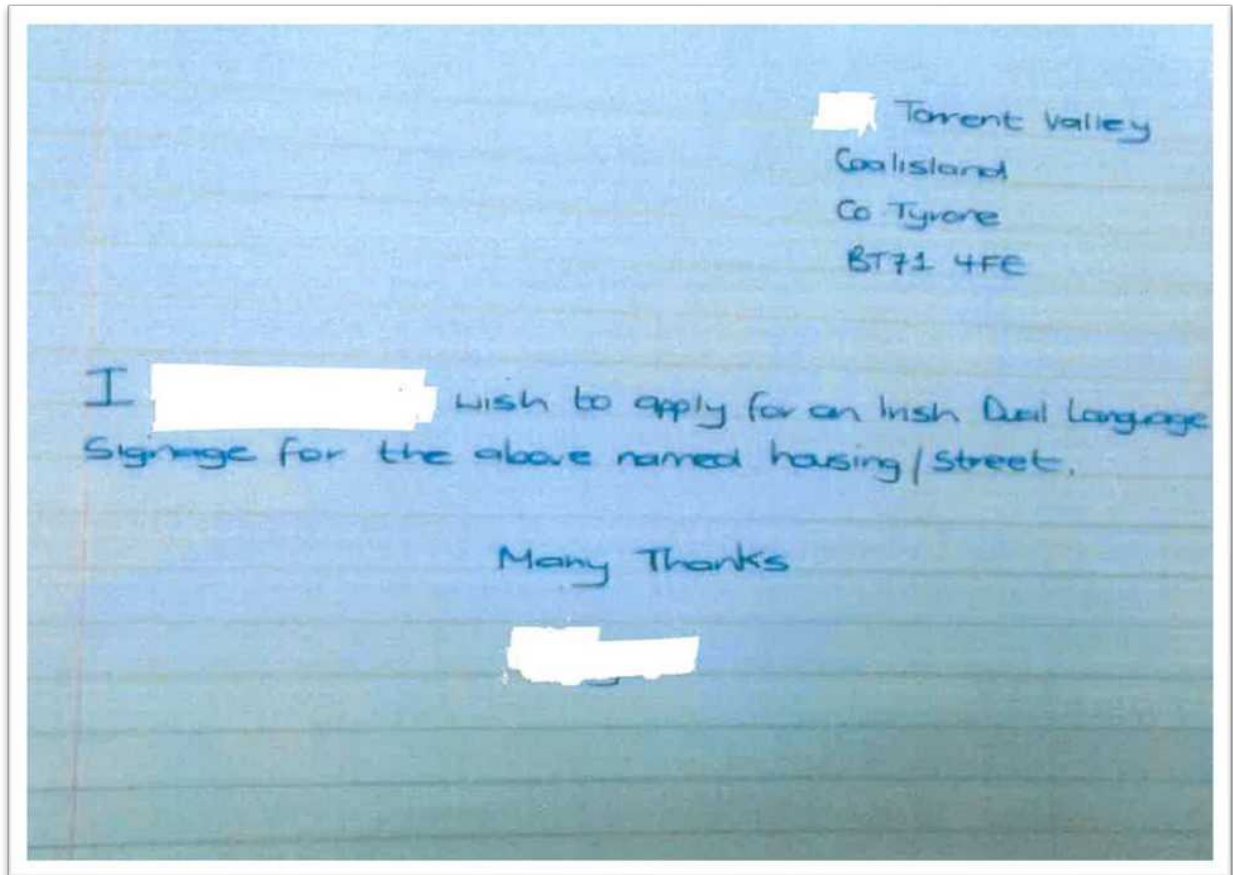 Torrent Valley
Coalisland
Co Tyrone
BT71 4FE
I wish to apply for an Irish Dual Language
Signage for the above named housing/Street.
Many Thanks